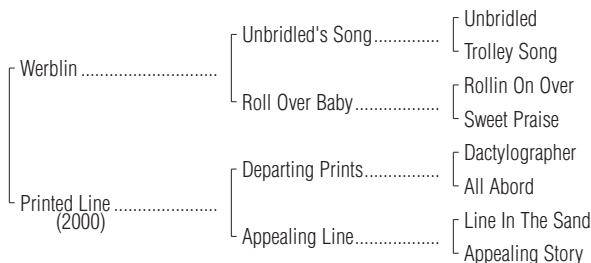 Unbridled
Unbridled's Song..............
Trolley Song
Werblin ............................
Rollin On Over
Roll Over Baby.................
Sweet Praise
Dactylographer
Departing Prints...............
All Abord
Printed Line .....................
(2000)
Line In The Sand
Appealing Line.................
Appealing Story